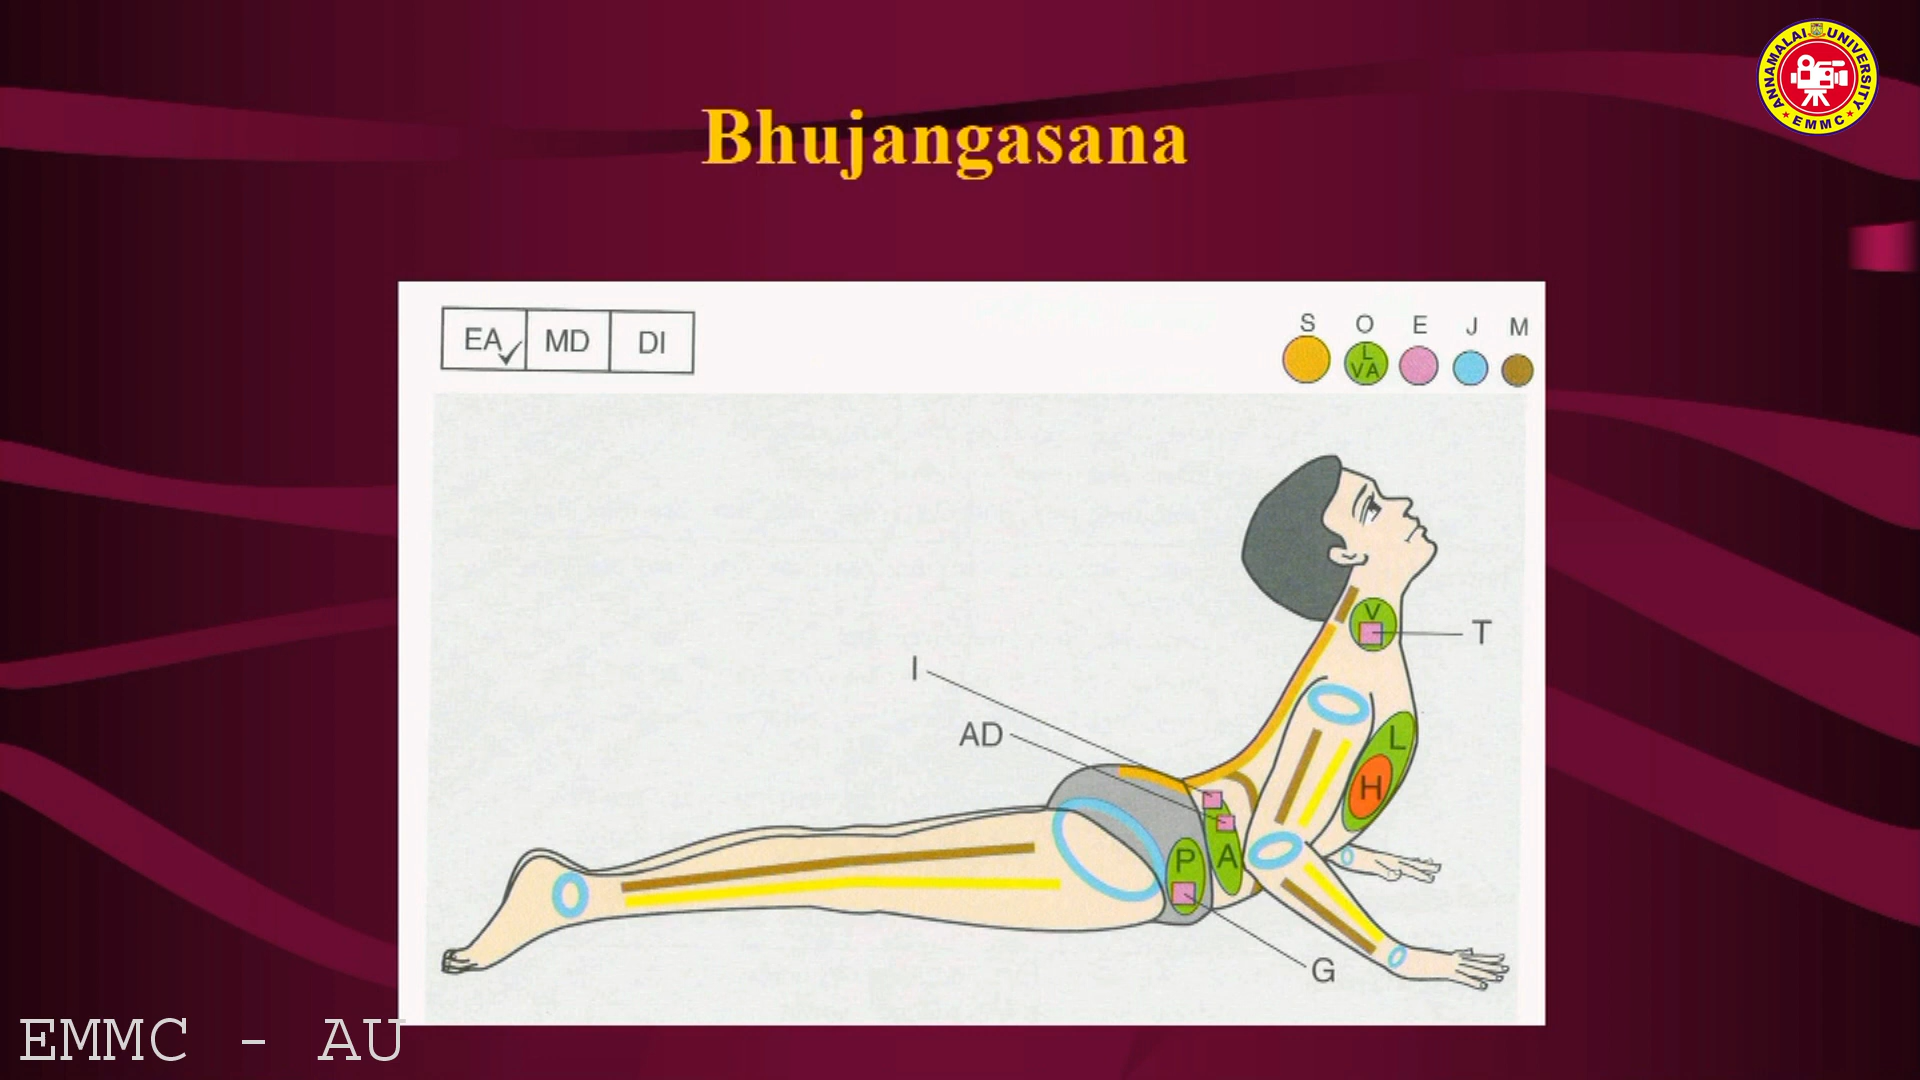 ANNAMALAI UNIVERSITY
★ EMMC ★
Bhujangasana
EA✓ MD DI
S O E J M
L
VA
V
T
I
AD
L
H
P A
G
EMMC - AU